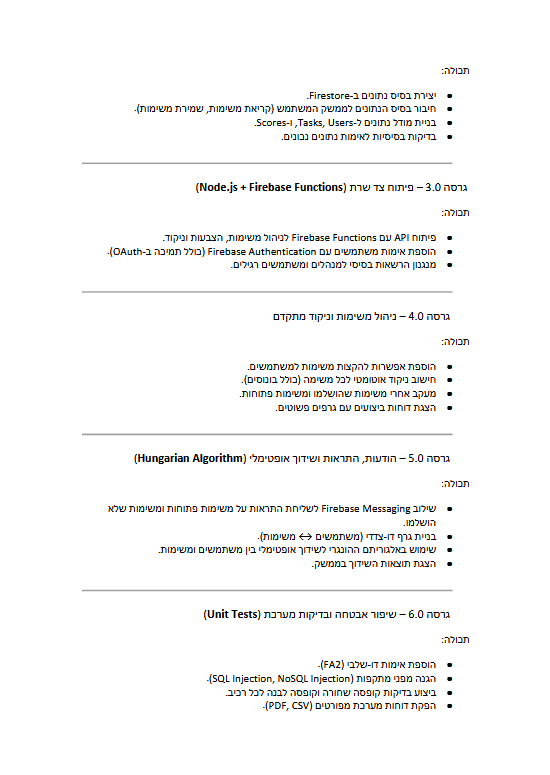 תכולה:
● יצירת בסיס נתונים ב-Firestore.
● חיבור בסיס הנתונים לממשק המשתמש (קריאת משימות, שמירת משימות).
● בניית מודל נתונים ל-Tasks, Users, ו-Scores.
● בדיקות בסיסיות לאימות נתונים נכונים.
גרסה 3.0 – פיתוח צד שרת (Node.js + Firebase Functions)
תכולה:
● פיתוח API עם Firebase Functions לניהול משימות, הצבעות וניקוד.
● הוספת אימות משתמשים עם Firebase Authentication (כולל תמיכה ב-OAuth).
● מנגנון הרשאות בסיסי למנהלים ומשתמשים רגילים.
גרסה 4.0 – ניהול משימות וניקוד מתקדם
תכולה:
● הוספת אפשרות להקצות משימות למשתמשים.
● חישוב ניקוד אוטומטי לכל משימה (כולל בונוסים).
● מעקב אחרי משימות שהושלמו ומשימות פתוחות.
● הצגת דוחות ביצועים עם גרפים פשוטים.
גרסה 5.0 – הודעות, התראות ושידוך אופטימלי (Hungarian Algorithm)
תכולה:
● שילוב Firebase Messaging לשליחת התראות על משימות פתוחות ומשימות שלא
הושלמו.
● בניית גרף דו-צדדי (משתמשים ↔ משימות).
● שימוש באלגוריתם ההונגרי לשידוך אופטימלי בין משתמשים ומשימות.
● הצגת תוצאות השידוך בממשק.
גרסה 6.0 – שיפור אבטחה ובדיקות מערכת (Unit Tests)
תכולה:
● הוספת אימות דו-שלבי (FA2).
● הגנה מפני מתקפות (SQL Injection, NoSQL Injection).
● ביצוע בדיקות קופסה שחורה וקופסה לבנה לכל רכיב.
● הפקת דוחות מערכת מפורטים (PDF, CSV).